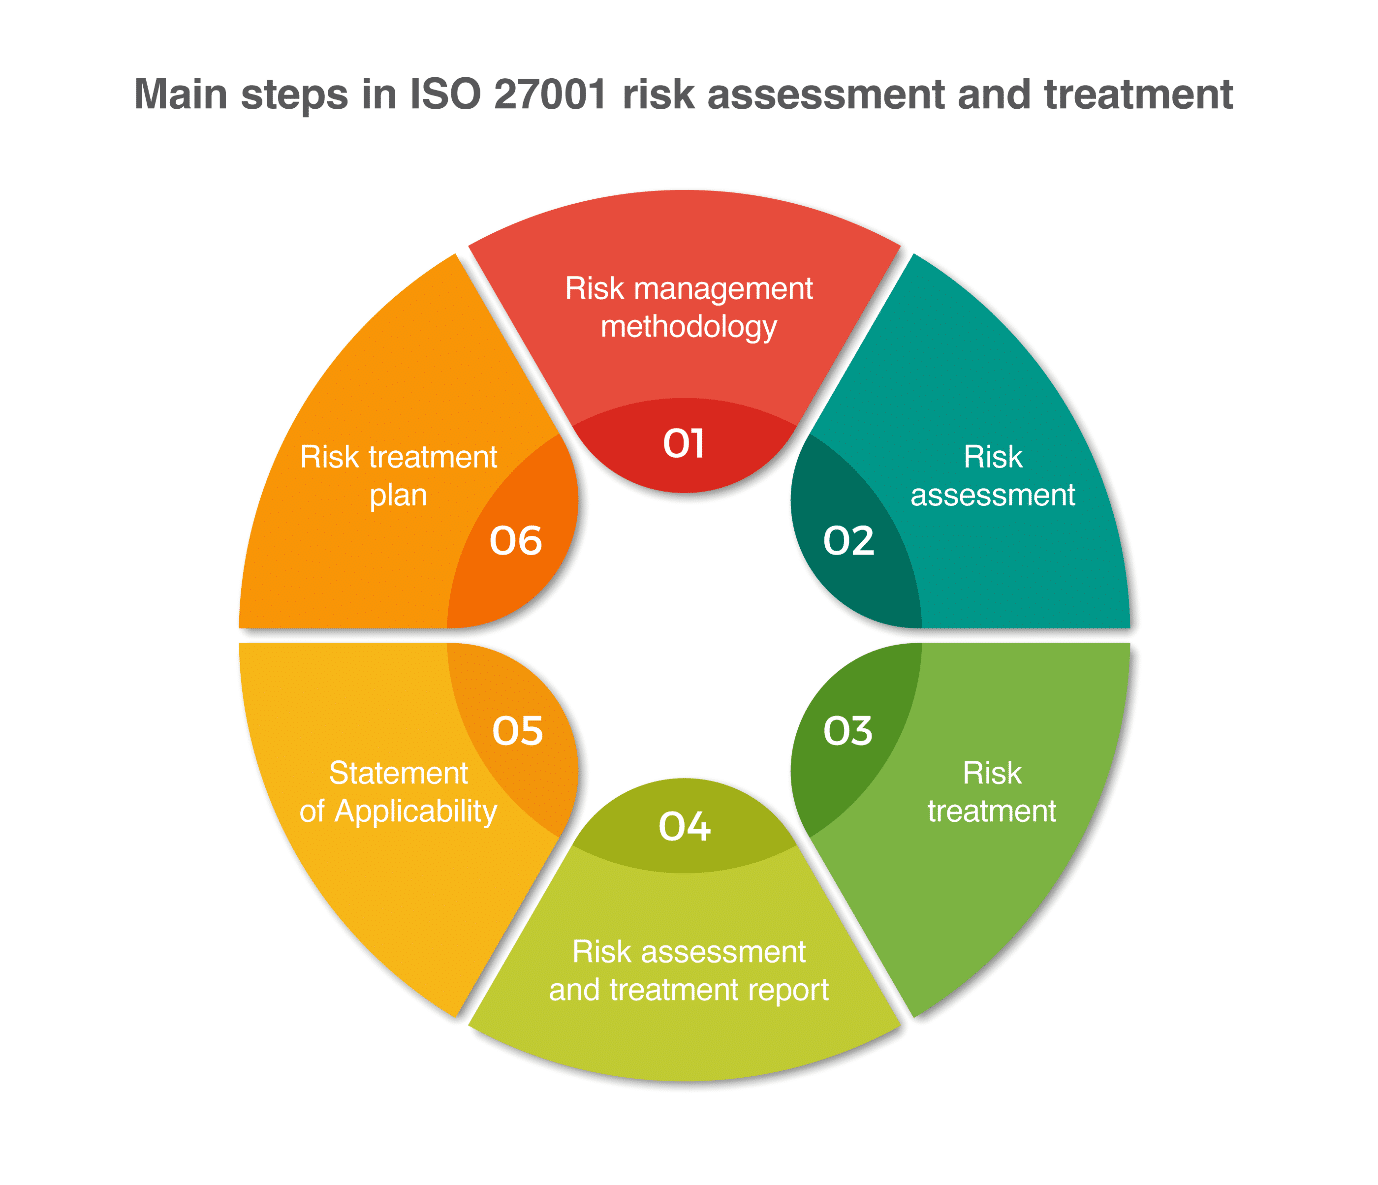 Main steps in ISO 27001 risk assessment and treatment
Risk management
methodology
01
Risk
assessment
02
Risk
treatment
03
Risk assessment
and treatment report
04
Statement
of Applicability
05
Risk treatment
plan
06